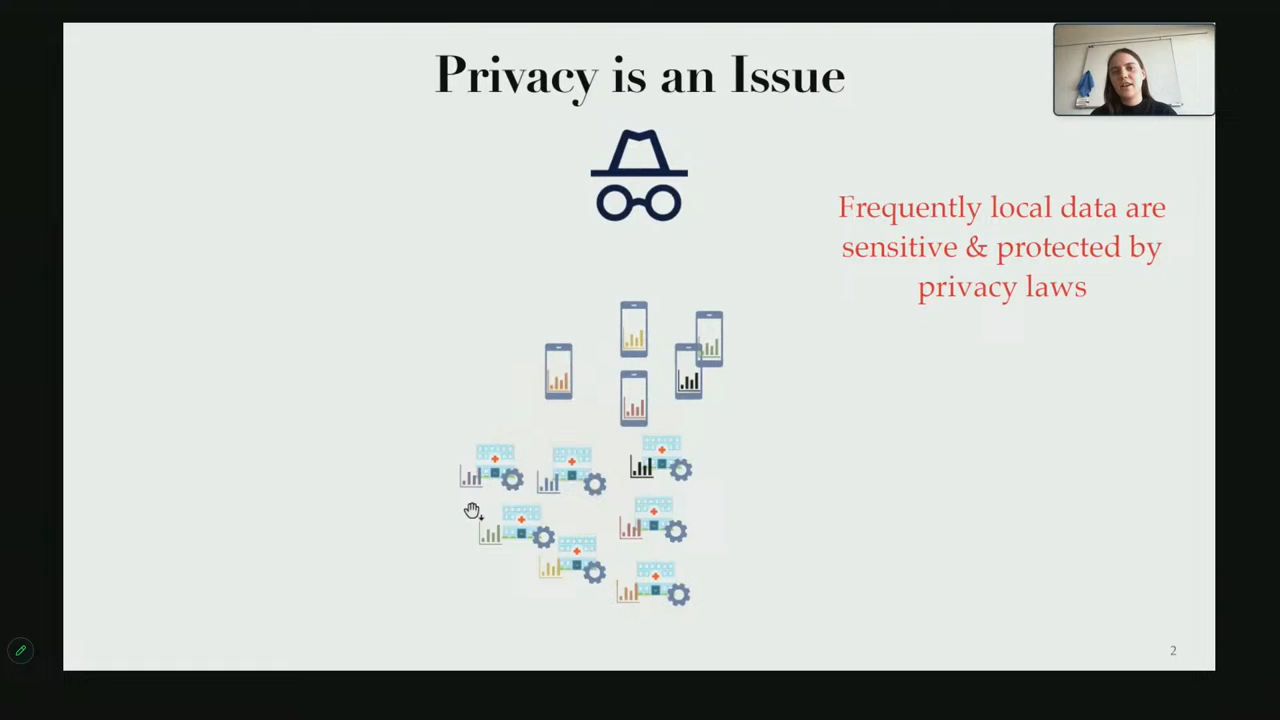 Privacy is an Issue
Frequently local data are
sensitive & protected by
privacy laws
2